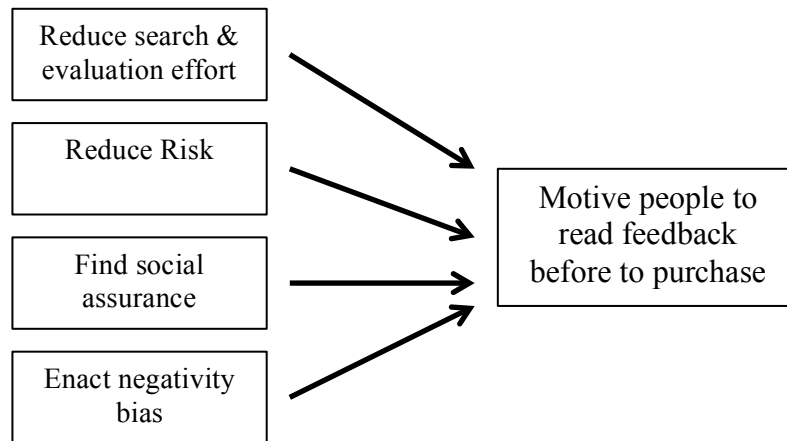 Reduce search &
evaluation effort
Reduce Risk
Find social
assurance
Enact negativity
bias
Motive people to
read feedback
before to purchase